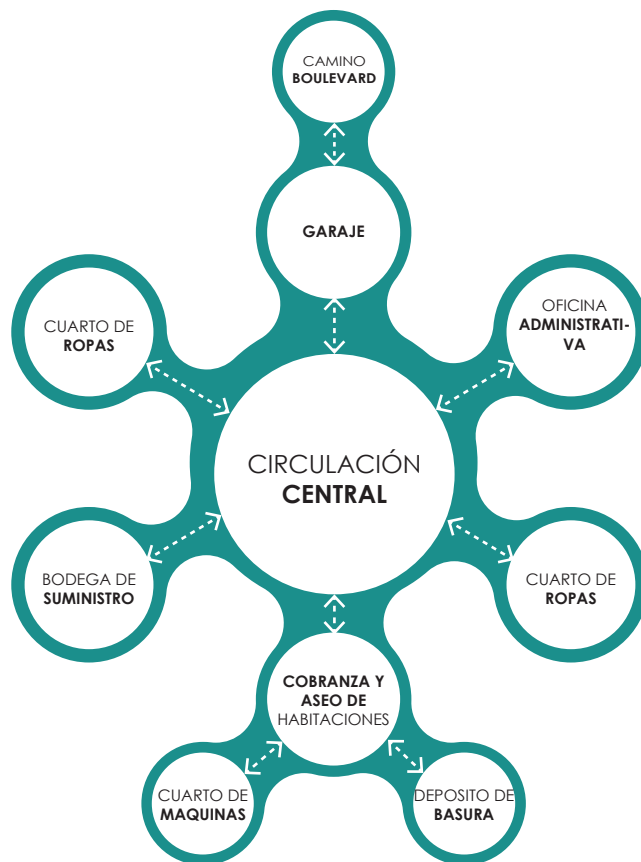 CAMINO
BOULEVARD
GARAJE
CUARTO DE
ROPAS
OFICINA
ADMINISTRATI-
VA
CIRCULACIÓN
CENTRAL
BODEGA DE
SUMINISTRO
CUARTO DE
ROPAS
COBRANZA Y
ASEO DE
HABITACIONES
CUARTO DE
MAQUINAS
DEPOSITO DE
BASURA